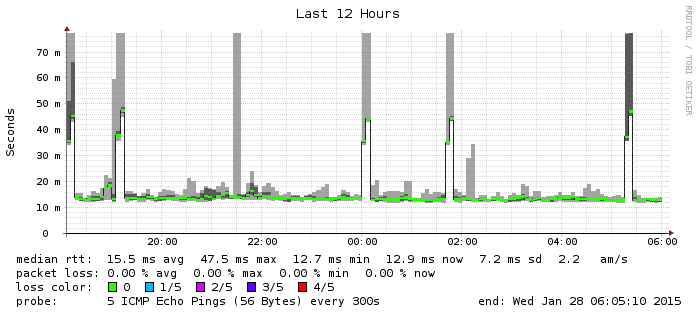 Last 12 Hours
RRDTOOL / TOBI OETIKER
Seconds
70 m
60 m
50 m
40 m
30 m
20 m
10 m
0
20:00 22:00 00:00 02:00 04:00 06:00
median rtt: 15.5 ms avg 47.5 ms max 12.7 ms min 12.9 ms now 7.2 ms sd 2.2 am/s
packet loss: 0.00 % avg 0.00 % max 0.00 % min 0.00 % now
loss color: 0 1/5 2/5 3/5 4/5
probe: 5 ICMP Echo Pings (56 Bytes) every 300s end: Wed Jan 28 06:05:10 2015